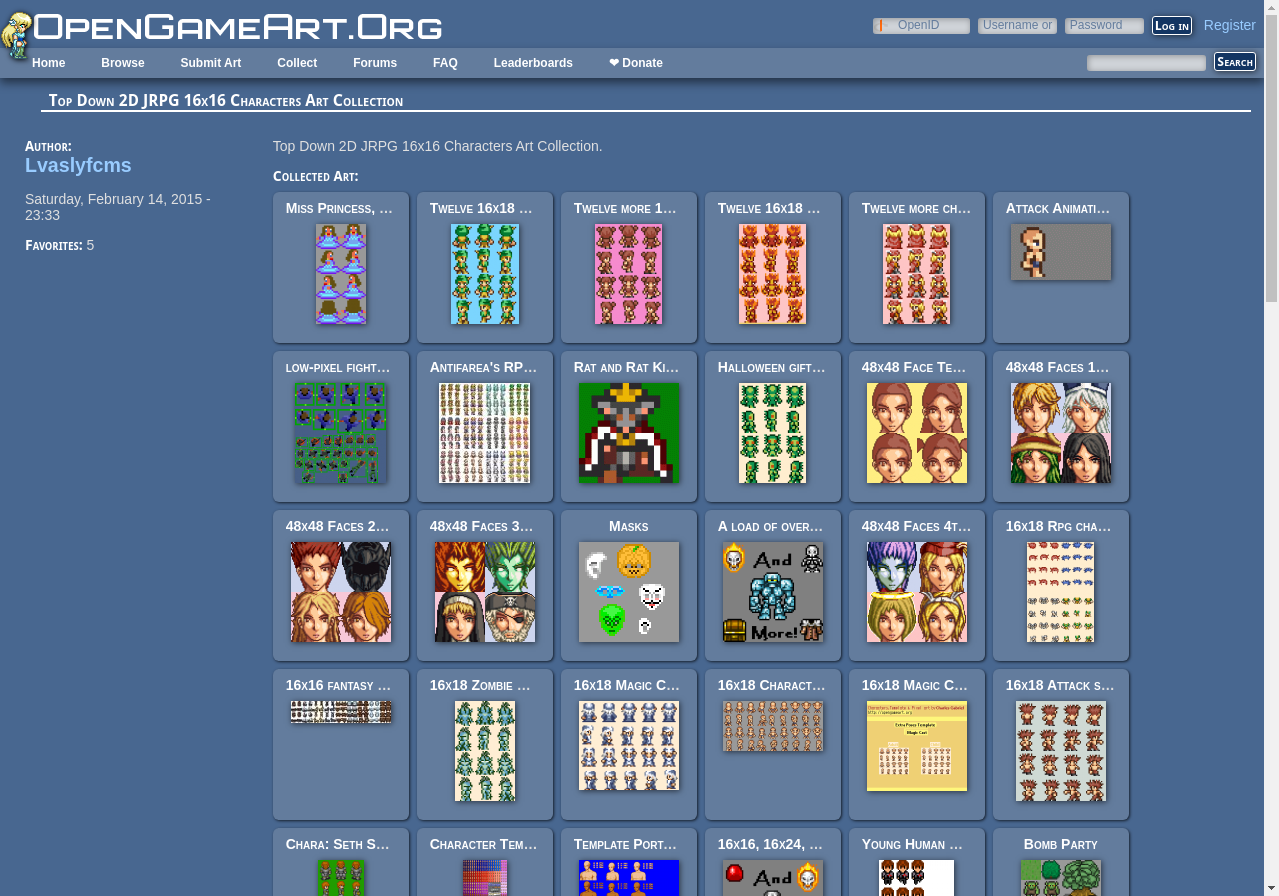 OpenGameArt.Org
OpenID
Username or
Password
Log in
Register
Home
Browse
Submit Art
Collect
Forums
FAQ
Leaderboards
❤ Donate
Search
Top Down 2D JRPG 16x16 Characters Art Collection
Author:
Lvaslyfcms
Saturday, February 14, 2015 -
23:33
Favorites: 5
Top Down 2D JRPG 16x16 Characters Art Collection.
Collected Art:
Miss Princess, …
Twelve 16x18 …
Twelve more 1…
Twelve 16x18 …
Twelve more ch…
Attack Animati…
low-pixel fight…
Antifarea's RP…
Rat and Rat Ki…
Halloween gift…
48x48 Face Te…
48x48 Faces 1…
48x48 Faces 2…
48x48 Faces 3…
Masks
A load of over…
48x48 Faces 4t…
16x18 Rpg cha…
And
More!
16x16 fantasy …
16x18 Zombie …
16x18 Magic C…
16x18 Charact…
16x18 Magic C…
16x18 Attack s…
Extra Poses Template
Magic Cast
Chara: Seth S…
Character Tem…
Template Port…
16x16, 16x24, …
Young Human …
Bomb Party
And